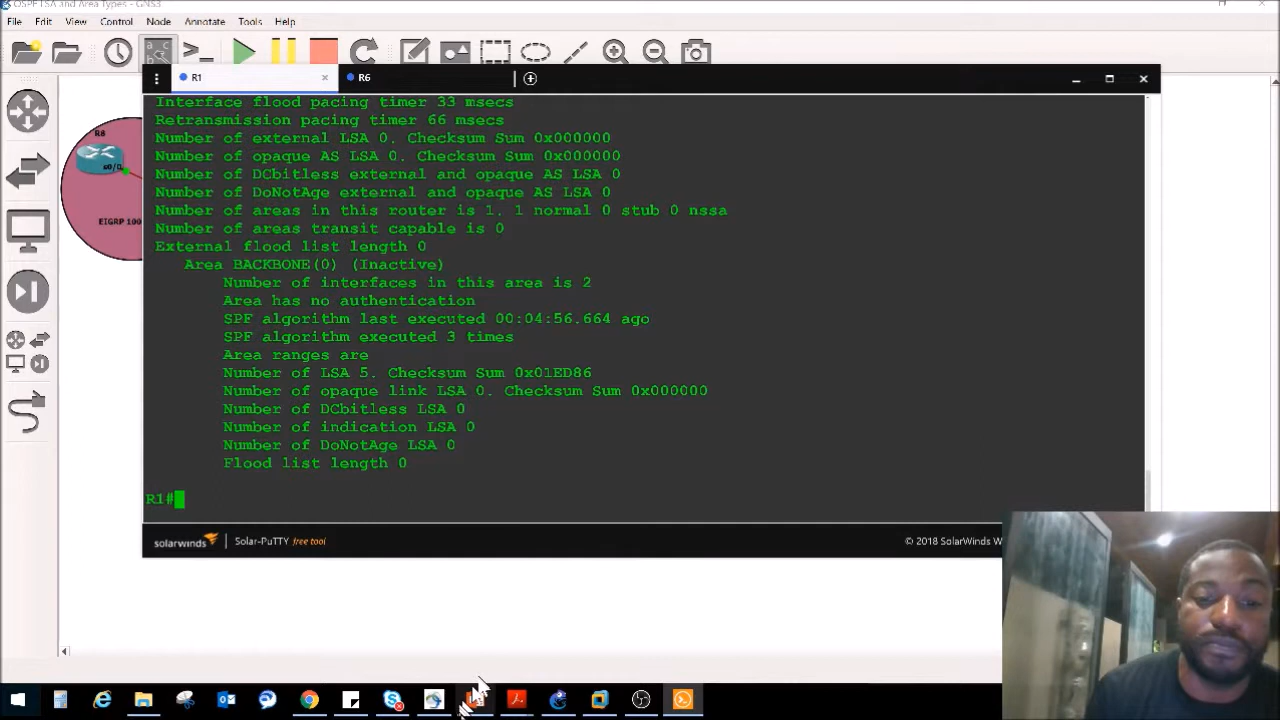 OSPF LSA and Area Types - GNS3
File Edit View Control Node Annotate Tools Help
R1 R6
Interface flood pacing timer 33 msecs
Retransmission pacing timer 66 msecs
Number of external LSA 0. Checksum Sum 0x000000
Number of opaque AS LSA 0. Checksum Sum 0x000000
Number of DCbitless external and opaque AS LSA 0
Number of DoNotAge external and opaque AS LSA 0
Number of areas in this router is 1. 1 normal 0 stub 0 nssa
Number of areas transit capable is 0
External flood list length 0
Area BACKBONE(0) (Inactive)
Number of interfaces in this area is 2
Area has no authentication
SPF algorithm last executed 00:04:56.664 ago
SPF algorithm executed 3 times
Area ranges are
Number of LSA 5. Checksum Sum 0x01ED86
Number of opaque link LSA 0. Checksum Sum 0x000000
Number of DCbitless LSA 0
Number of indication LSA 0
Number of DoNotAge LSA 0
Flood list length 0
R1#
R8
s0/0
EIGRP 100
solarwinds Solar-PuTTY free tool
© 2018 SolarWinds W